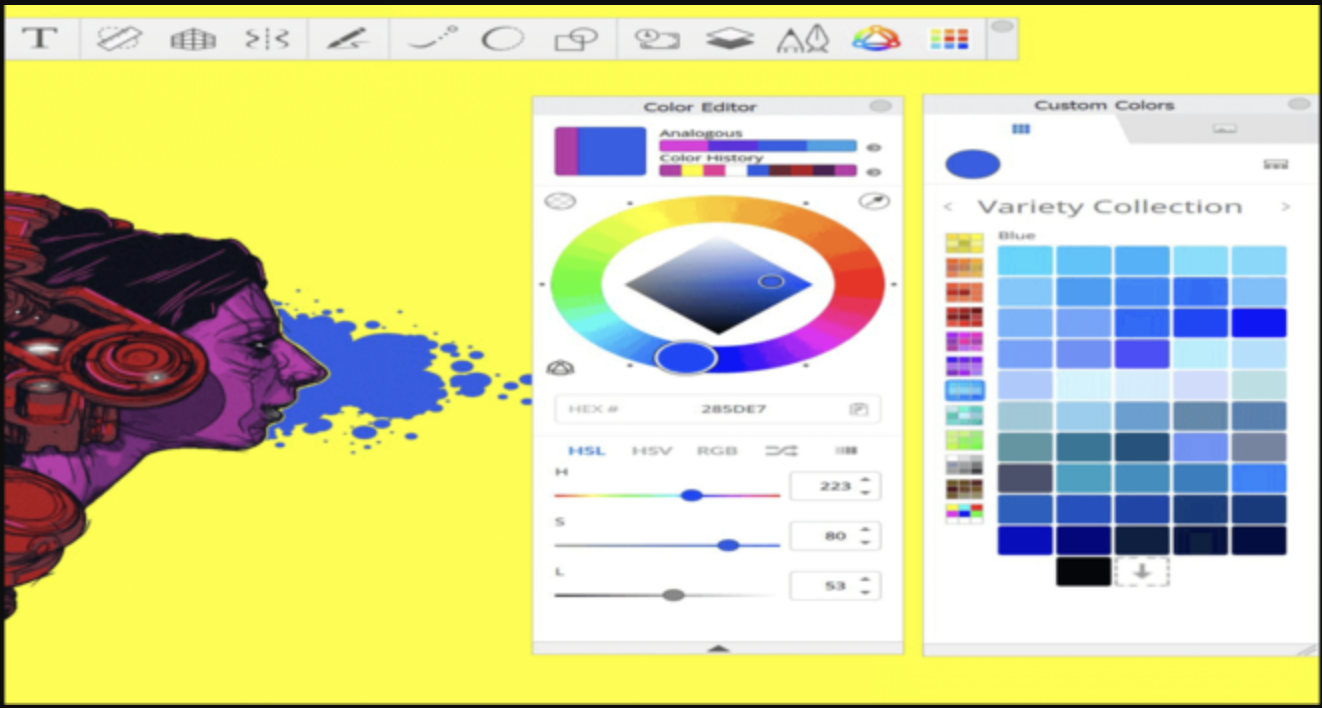 T
Color Editor
Analogous
Color History
HEX #
285DE7
HSL HSV RGB
H
223
S
80
L
53
Custom Colors
< Variety Collection >
Blue